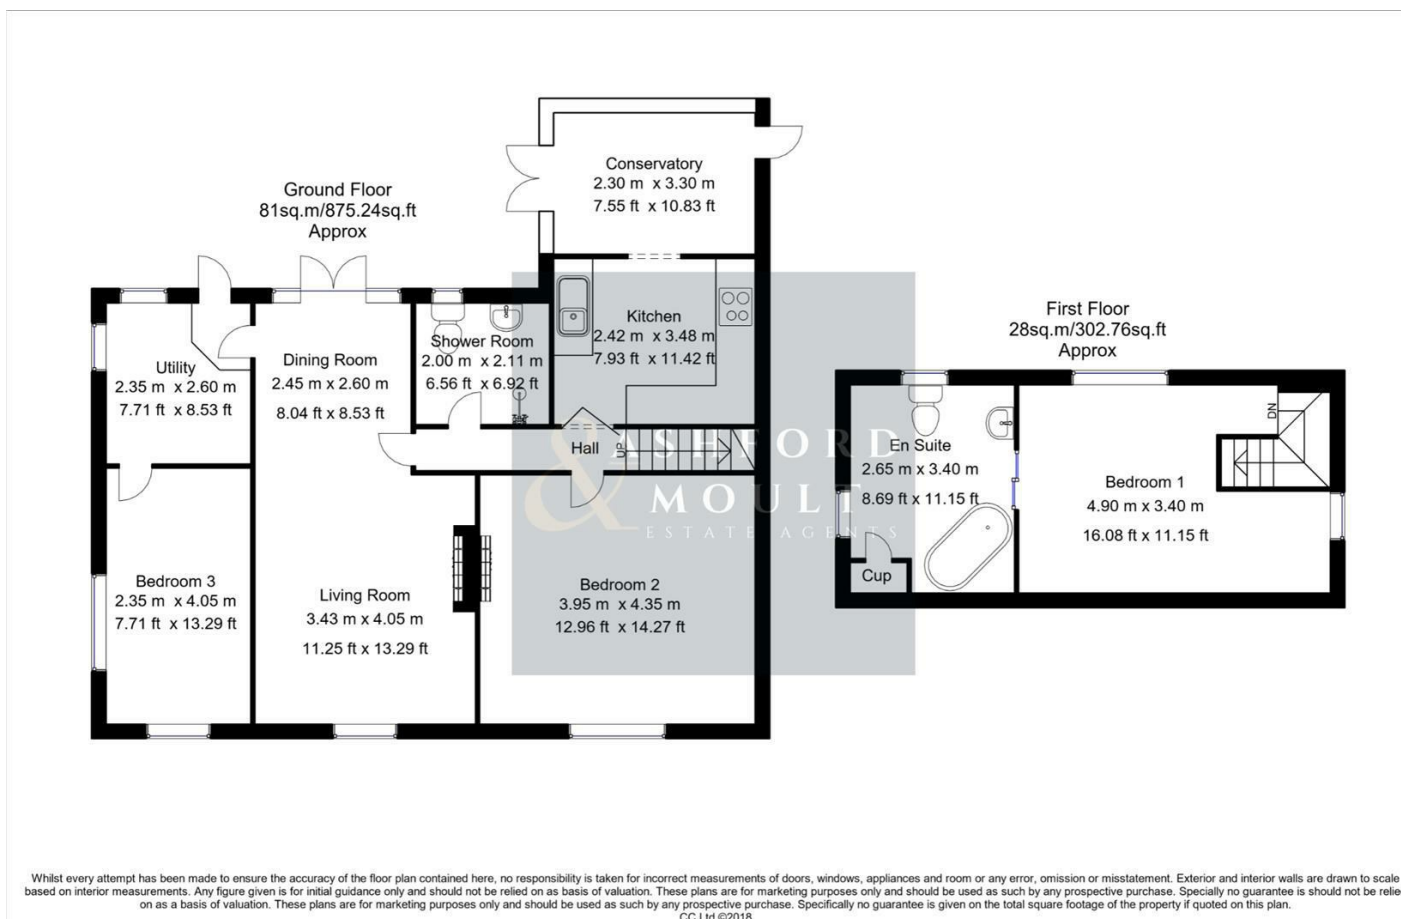 Conservatory
2.30 m x 3.30 m
7.55 ft x 10.83 ft
Ground Floor
81sq.m/875.24sq.ft
Approx
Kitchen
2.42 m x 3.48 m
7.93 ft x 11.42 ft
Shower Room
2.00 m x 2.11 m
6.56 ft x 6.92 ft
Dining Room
2.45 m x 2.60 m
8.04 ft x 8.53 ft
Utility
2.35 m x 2.60 m
7.71 ft x 8.53 ft
Hall
UP
& ASHFORD
MOULT
ESTATE AGENTS
Bedroom 3
2.35 m x 4.05 m
7.71 ft x 13.29 ft
Living Room
3.43 m x 4.05 m
11.25 ft x 13.29 ft
Bedroom 2
3.95 m x 4.35 m
12.96 ft x 14.27 ft
First Floor
28sq.m/302.76sq.ft
Approx
DN
En Suite
2.65 m x 3.40 m
8.69 ft x 11.15 ft
Bedroom 1
4.90 m x 3.40 m
16.08 ft x 11.15 ft
Cup
Whilst every attempt has been made to ensure the accuracy of the floor plan contained here, no responsibility is taken for incorrect measurements of doors, windows, appliances and room or any error, omission or misstatement. Exterior and interior walls are drawn to scale
based on interior measurements. Any figure given is for initial guidance only and should not be relied on as basis of valuation. These plans are for marketing purposes only and should be used as such by any prospective purchase. Specially no guarantee is should not be relie
on as a basis of valuation. These plans are for marketing purposes only and should be used as such by any prospective purchase. Specifically no guarantee is given on the total square footage of the property if quoted on this plan.
CC Ltd ©2018